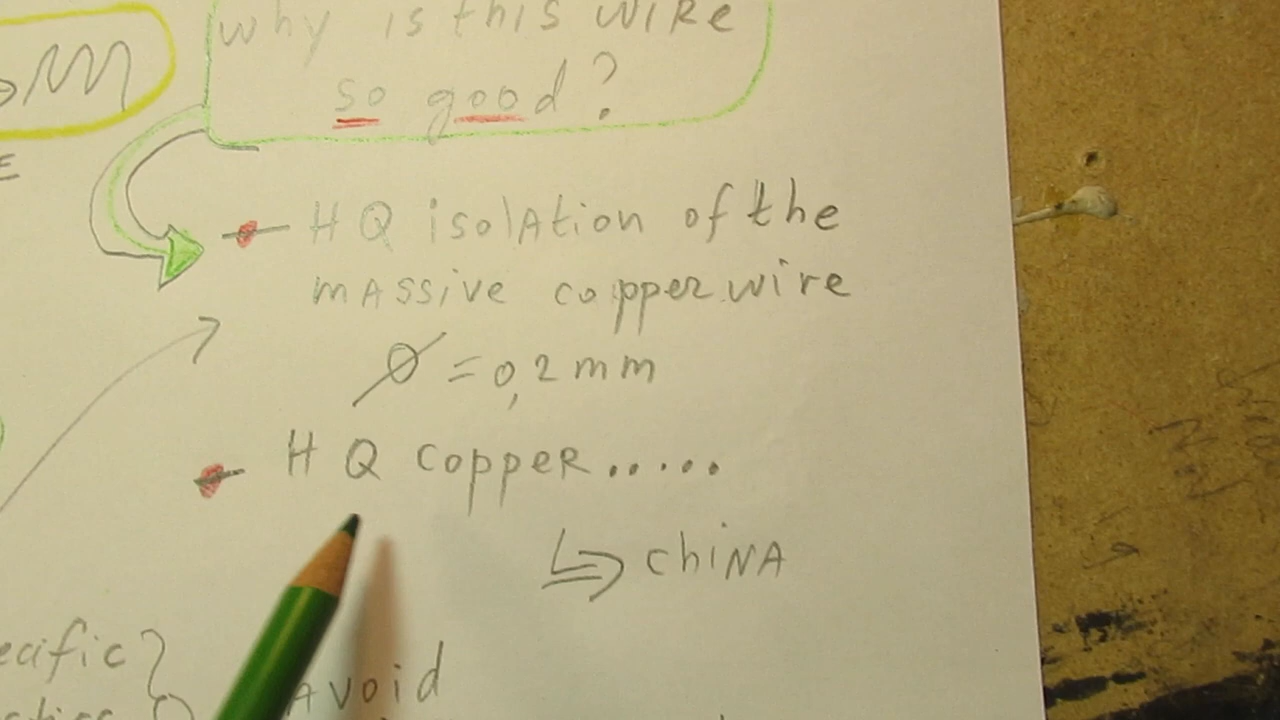 why is this wire
so good?
HQ isolation of the
massive copper wire
Ø = 0,2 mm
HQ copper.....
China
Avoid